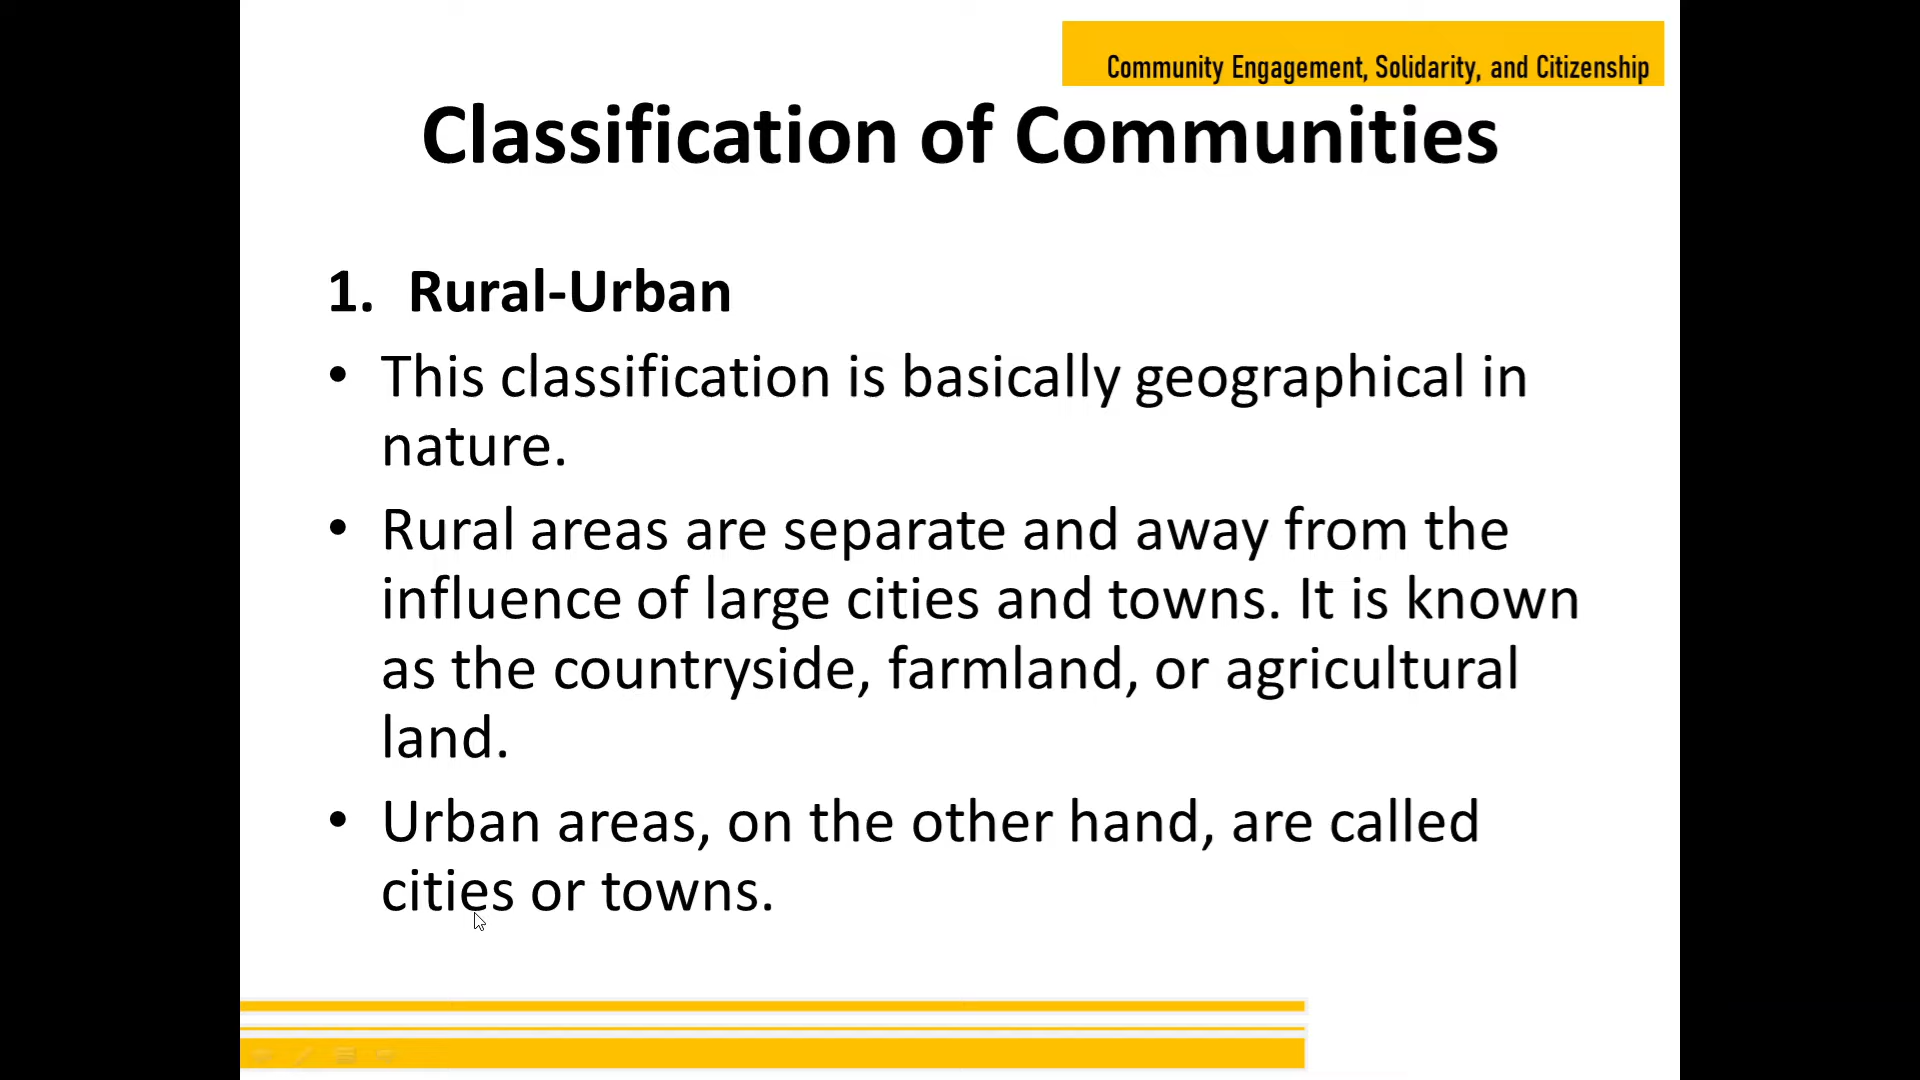 Community Engagement, Solidarity, and Citizenship
Classification of Communities
1. Rural-Urban
• This classification is basically geographical in
nature.
• Rural areas are separate and away from the
influence of large cities and towns. It is known
as the countryside, farmland, or agricultural
land.
• Urban areas, on the other hand, are called
cities or towns.